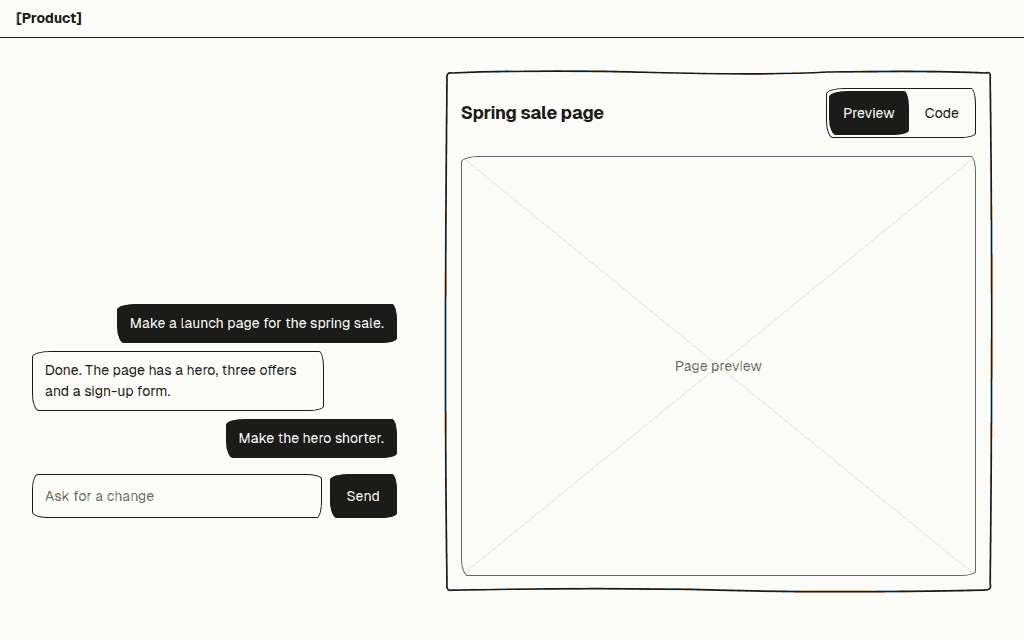 [Product]
Make a launch page for the spring sale.
Done. The page has a hero, three offers
and a sign-up form.
Make the hero shorter.
Ask for a change
Send
Spring sale page
Preview
Code
Page preview